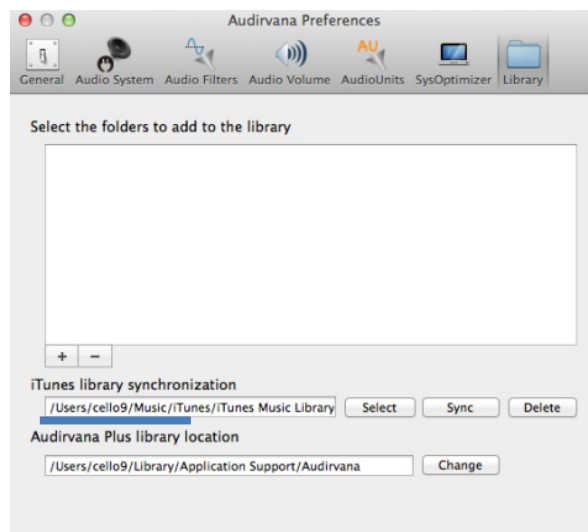 Audirvana Preferences
AU
General Audio System Audio Filters Audio Volume AudioUnits SysOptimizer Library
Select the folders to add to the library
+ −
iTunes library synchronization
/Users/cello9/Music/iTunes/iTunes Music Library Select Sync Delete
Audirvana Plus library location
/Users/cello9/Library/Application Support/Audirvana Change